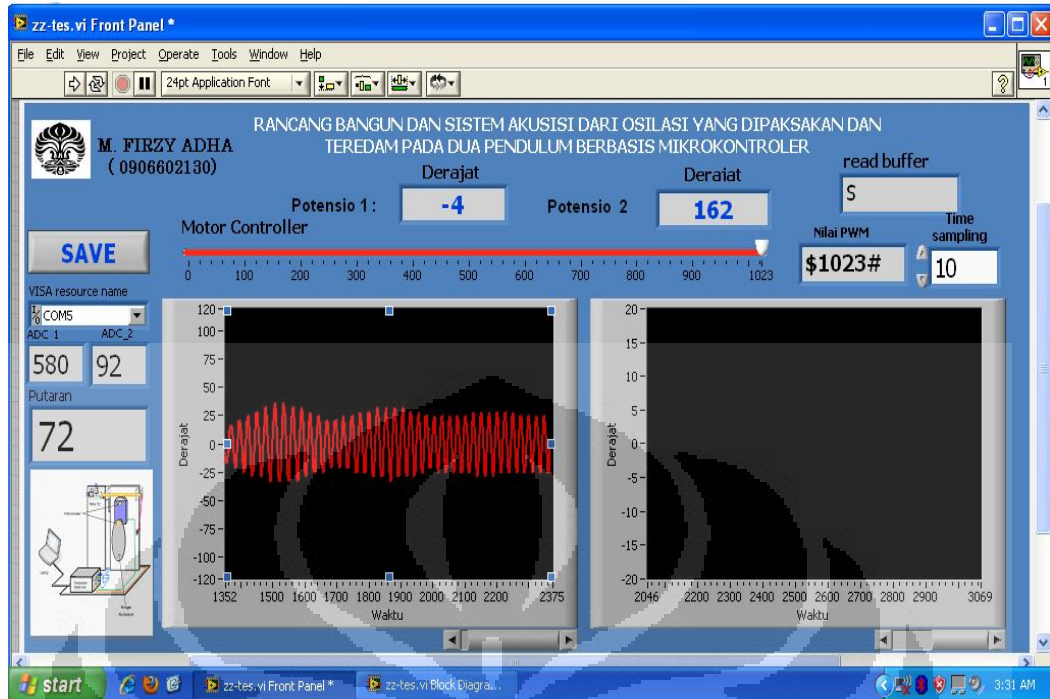 zz-tes.vi Front Panel *
File Edit View Project Operate Tools Window Help
24pt Application Font
1
RANCANG BANGUN DAN SISTEM AKUSISI DARI OSILASI YANG DIPAKSAKAN DAN
TEREDAM PADA DUA PENDULUM BERBASIS MIKROKONTROLER
M. FIRZY ADHA
( 0906602130)
Derajat
Potensio 1 : -4
Deraiat
Potensio 2 162
read buffer
S
SAVE
Motor Controller
0 100 200 300 400 500 600 700 800 900 1023
Nilai PWM
$1023#
Time
sampling
10
VISA resource name
COM5
ADC_1 ADC_2
580 92
Putaran
72
Derajat
120
100
75
50
25
0
-25
-50
-75
-100
-120
1352 1500 1600 1700 1800 1900 2000 2100 2200 2375
Waktu
Derajat
20
15
10
5
0
-5
-10
-15
-20
2046 2200 2300 2400 2500 2600 2700 2800 2900 3069
Waktu
start zz-tes.vi Front Panel * zz-tes.vi Block Diagra... 3:31 AM